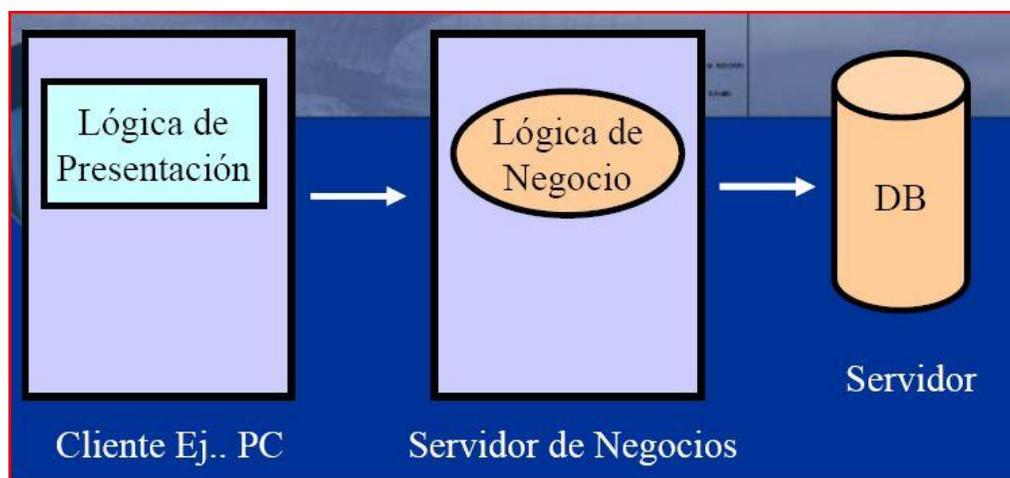 Lógica de
Presentación
Lógica de
Negocio
DB
Servidor
Cliente Ej.. PC
Servidor de Negocios